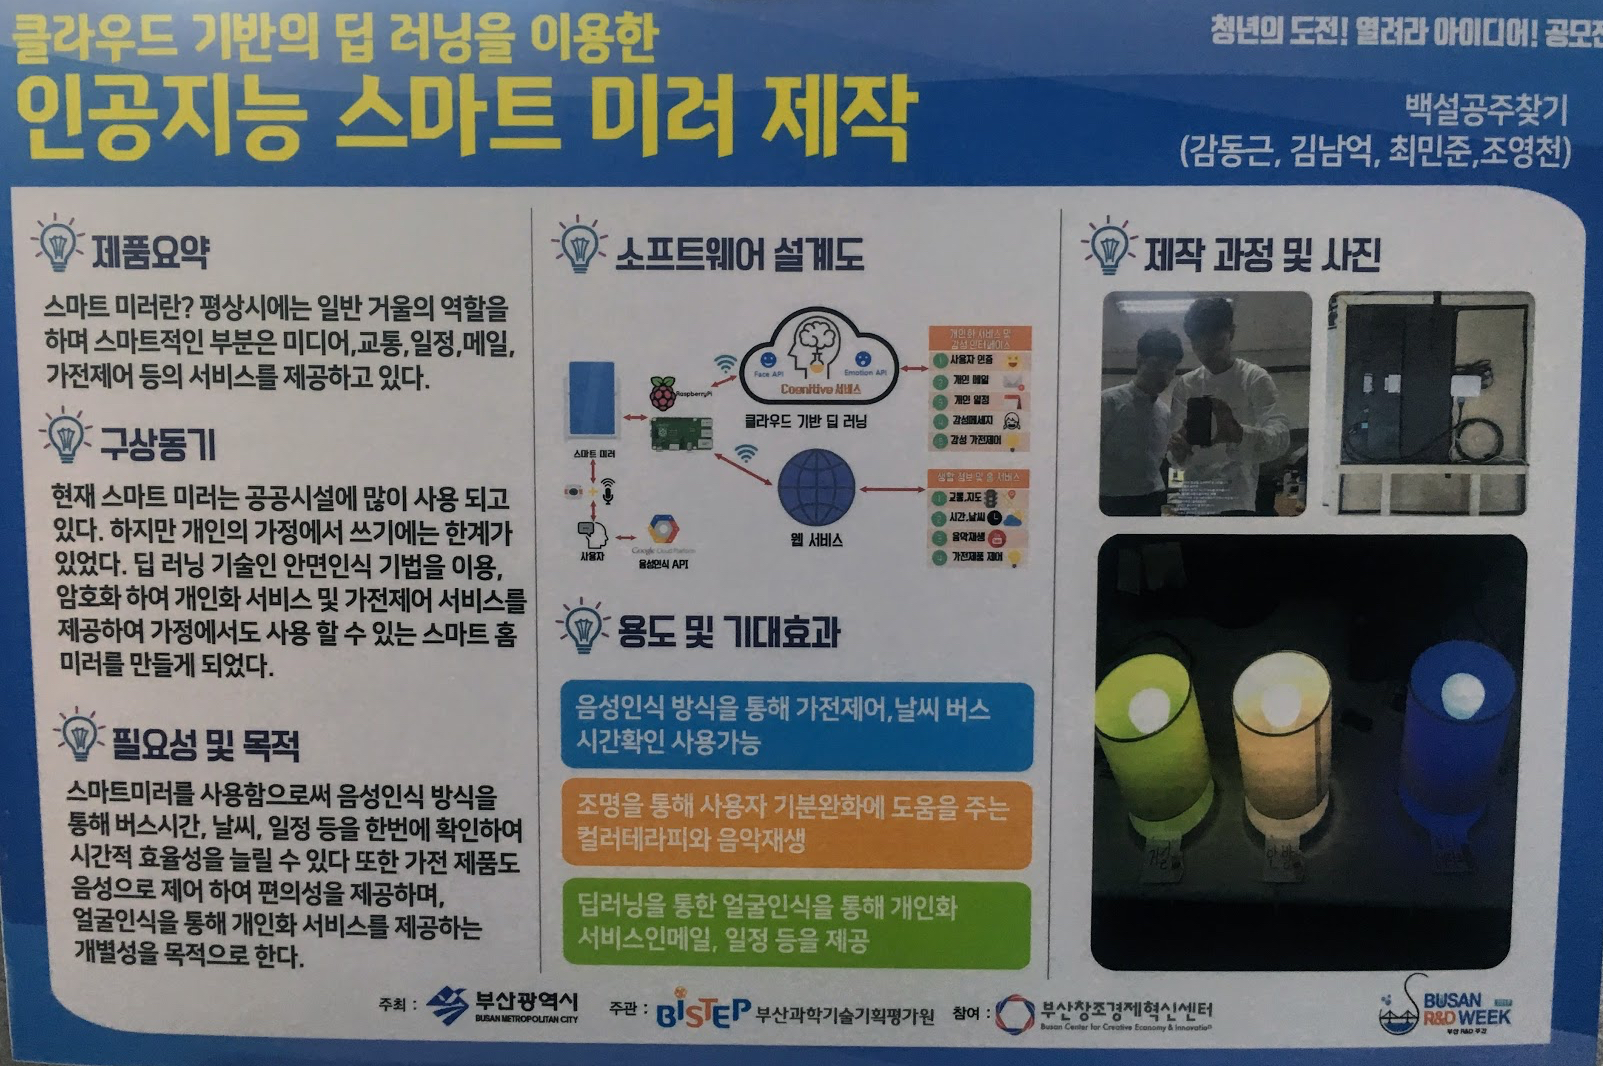 클라우드 기반의 딥 러닝을 이용한
인공지능 스마트 미러 제작
청년의 도전! 열려라 아이디어! 공모전
백설공주찾기
(감동근, 김남억, 최민준,조영천)
제품요약
스마트 미러란? 평상시에는 일반 거울의 역할을
하며 스마트적인 부분은 미디어,교통,일정,메일,
가전제어 등의 서비스를 제공하고 있다.
구상동기
현재 스마트 미러는 공공시설에 많이 사용 되고
있다. 하지만 개인의 가정에서 쓰기에는 한계가
있었다. 딥 러닝 기술인 안면인식 기법을 이용,
암호화 하여 개인화 서비스 및 가전제어 서비스를
제공하여 가정에서도 사용 할 수 있는 스마트 홈
미러를 만들게 되었다.
필요성 및 목적
스마트미러를 사용함으로써 음성인식 방식을
통해 버스시간, 날씨, 일정 등을 한번에 확인하여
시간적 효율성을 늘릴 수 있다 또한 가전 제품도
음성으로 제어 하여 편의성을 제공하며,
얼굴인식을 통해 개인화 서비스를 제공하는
개별성을 목적으로 한다.
소프트웨어 설계도
스마트 미러
RaspberryPi
Face API
Emotion API
Cognitive 서비스
클라우드 기반 딥 러닝
웹 서비스
사용자
Google Cloud Platform
음성인식 API
개인화 서비스 및
감성 인터페이스
1 사용자 인증
2 개인 메일
3 개인 일정
4 감성메세지
5 감성 가전제어
생활 정보 및 홈 서비스
1 교통,지도
2 시간,날씨
3 음악재생
4 가전제품 제어
용도 및 기대효과
음성인식 방식을 통해 가전제어,날씨 버스
시간확인 사용가능
조명을 통해 사용자 기분완화에 도움을 주는
컬러테라피와 음악재생
딥러닝을 통한 얼굴인식을 통해 개인화
서비스인메일, 일정 등을 제공
제작 과정 및 사진
거실
안방
주최 : 부산광역시
BUSAN METROPOLITAN CITY
주관 : BISTEP 부산과학기술기획평가원
참여 : 부산창조경제혁신센터
Busan Center for Creative Economy & Innovation
BUSAN
R&D WEEK
부산 R&D 주간